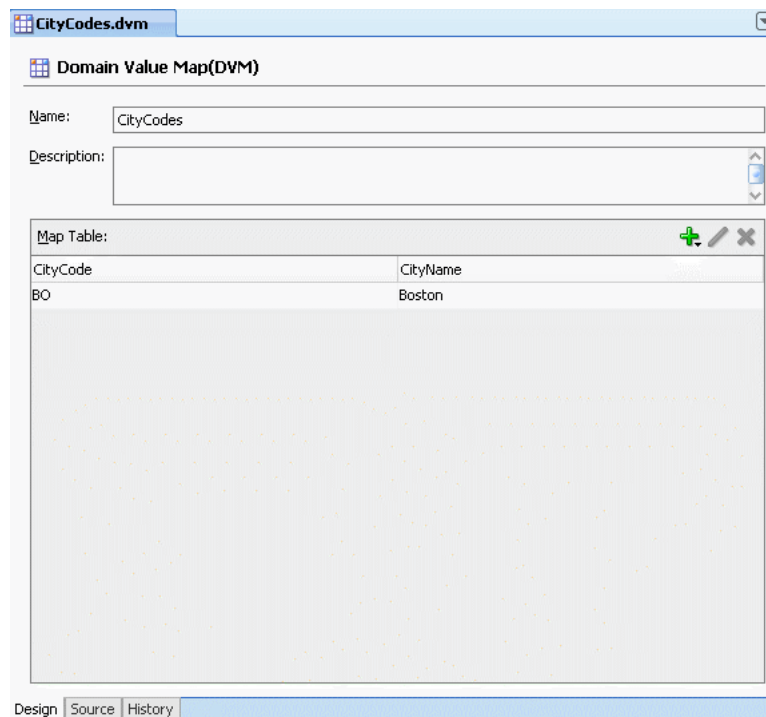 CityCodes.dvm
Domain Value Map(DVM)
Name: CityCodes
Description:
Map Table:
CityCode CityName
BO Boston
Design Source History